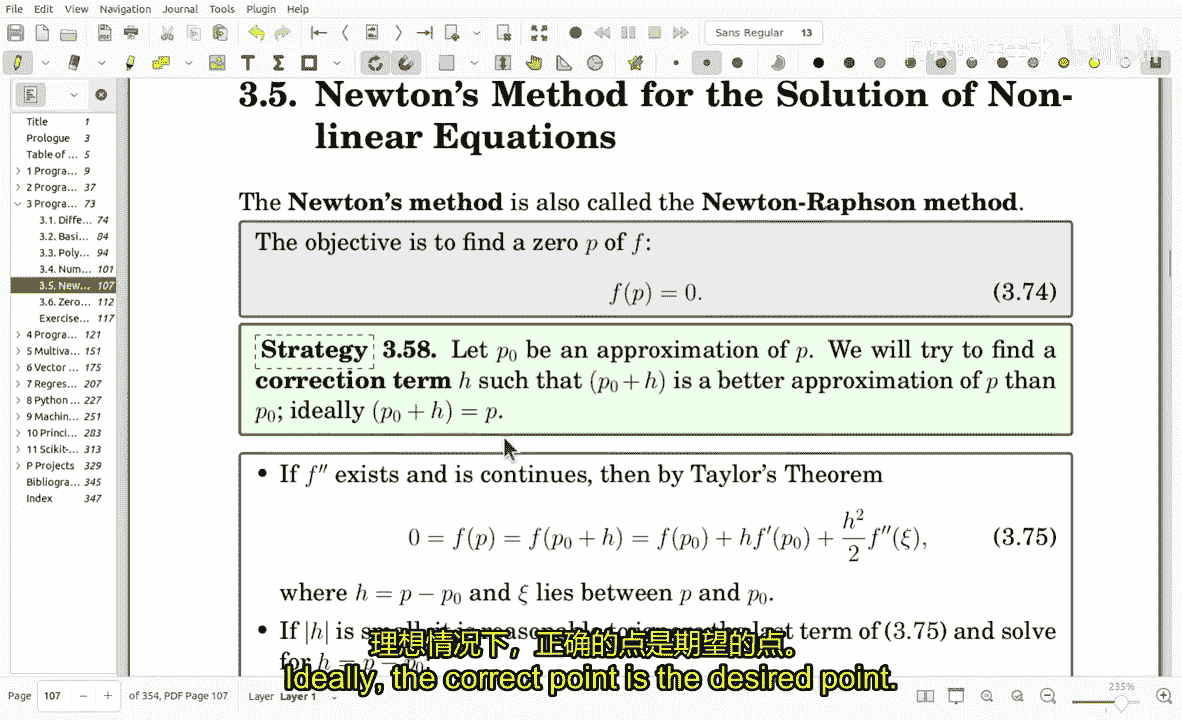 File Edit View Navigation Journal Tools Plugin Help
Sans Regular 13
Title 1
Prologue 3
Table of ... 5
1 Progra... 9
2 Progra... 37
3 Progra... 73
3.1. Diffe... 74
3.2. Basi... 84
3.3. Poly... 94
3.4. Num... 101
3.5. New... 107
3.6. Zero... 112
Exercise... 117
4 Progra... 121
5 Multiva... 151
6 Vector ... 175
7 Regres... 207
8 Python ... 227
9 Machin... 251
10 Princi... 283
11 Scikit-... 313
P Projects 329
Bibliogra... 345
Index 347
3.5. Newton's Method for the Solution of Non-
linear Equations
The Newton's method is also called the Newton-Raphson method.
The objective is to find a zero p of f:
f(p) = 0. (3.74)
Strategy 3.58. Let p₀ be an approximation of p. We will try to find a
correction term h such that (p₀ + h) is a better approximation of p than
p₀; ideally (p₀ + h) = p.
• If f″ exists and is continues, then by Taylor's Theorem
0 = f(p) = f(p₀ + h) = f(p₀) + hf′(p₀) + h²/2 f″(ξ), (3.75)
where h = p − p₀ and ξ lies between p and p₀.
• If |h| is small, it is reasonable to ignore the last term of (3.75) and solve
for h = p − p₀.
理想情况下，正确的点是期望的点。
Ideally, the correct point is the desired point.
Page 107 of 354, PDF Page 107 Layer Layer 1 235%